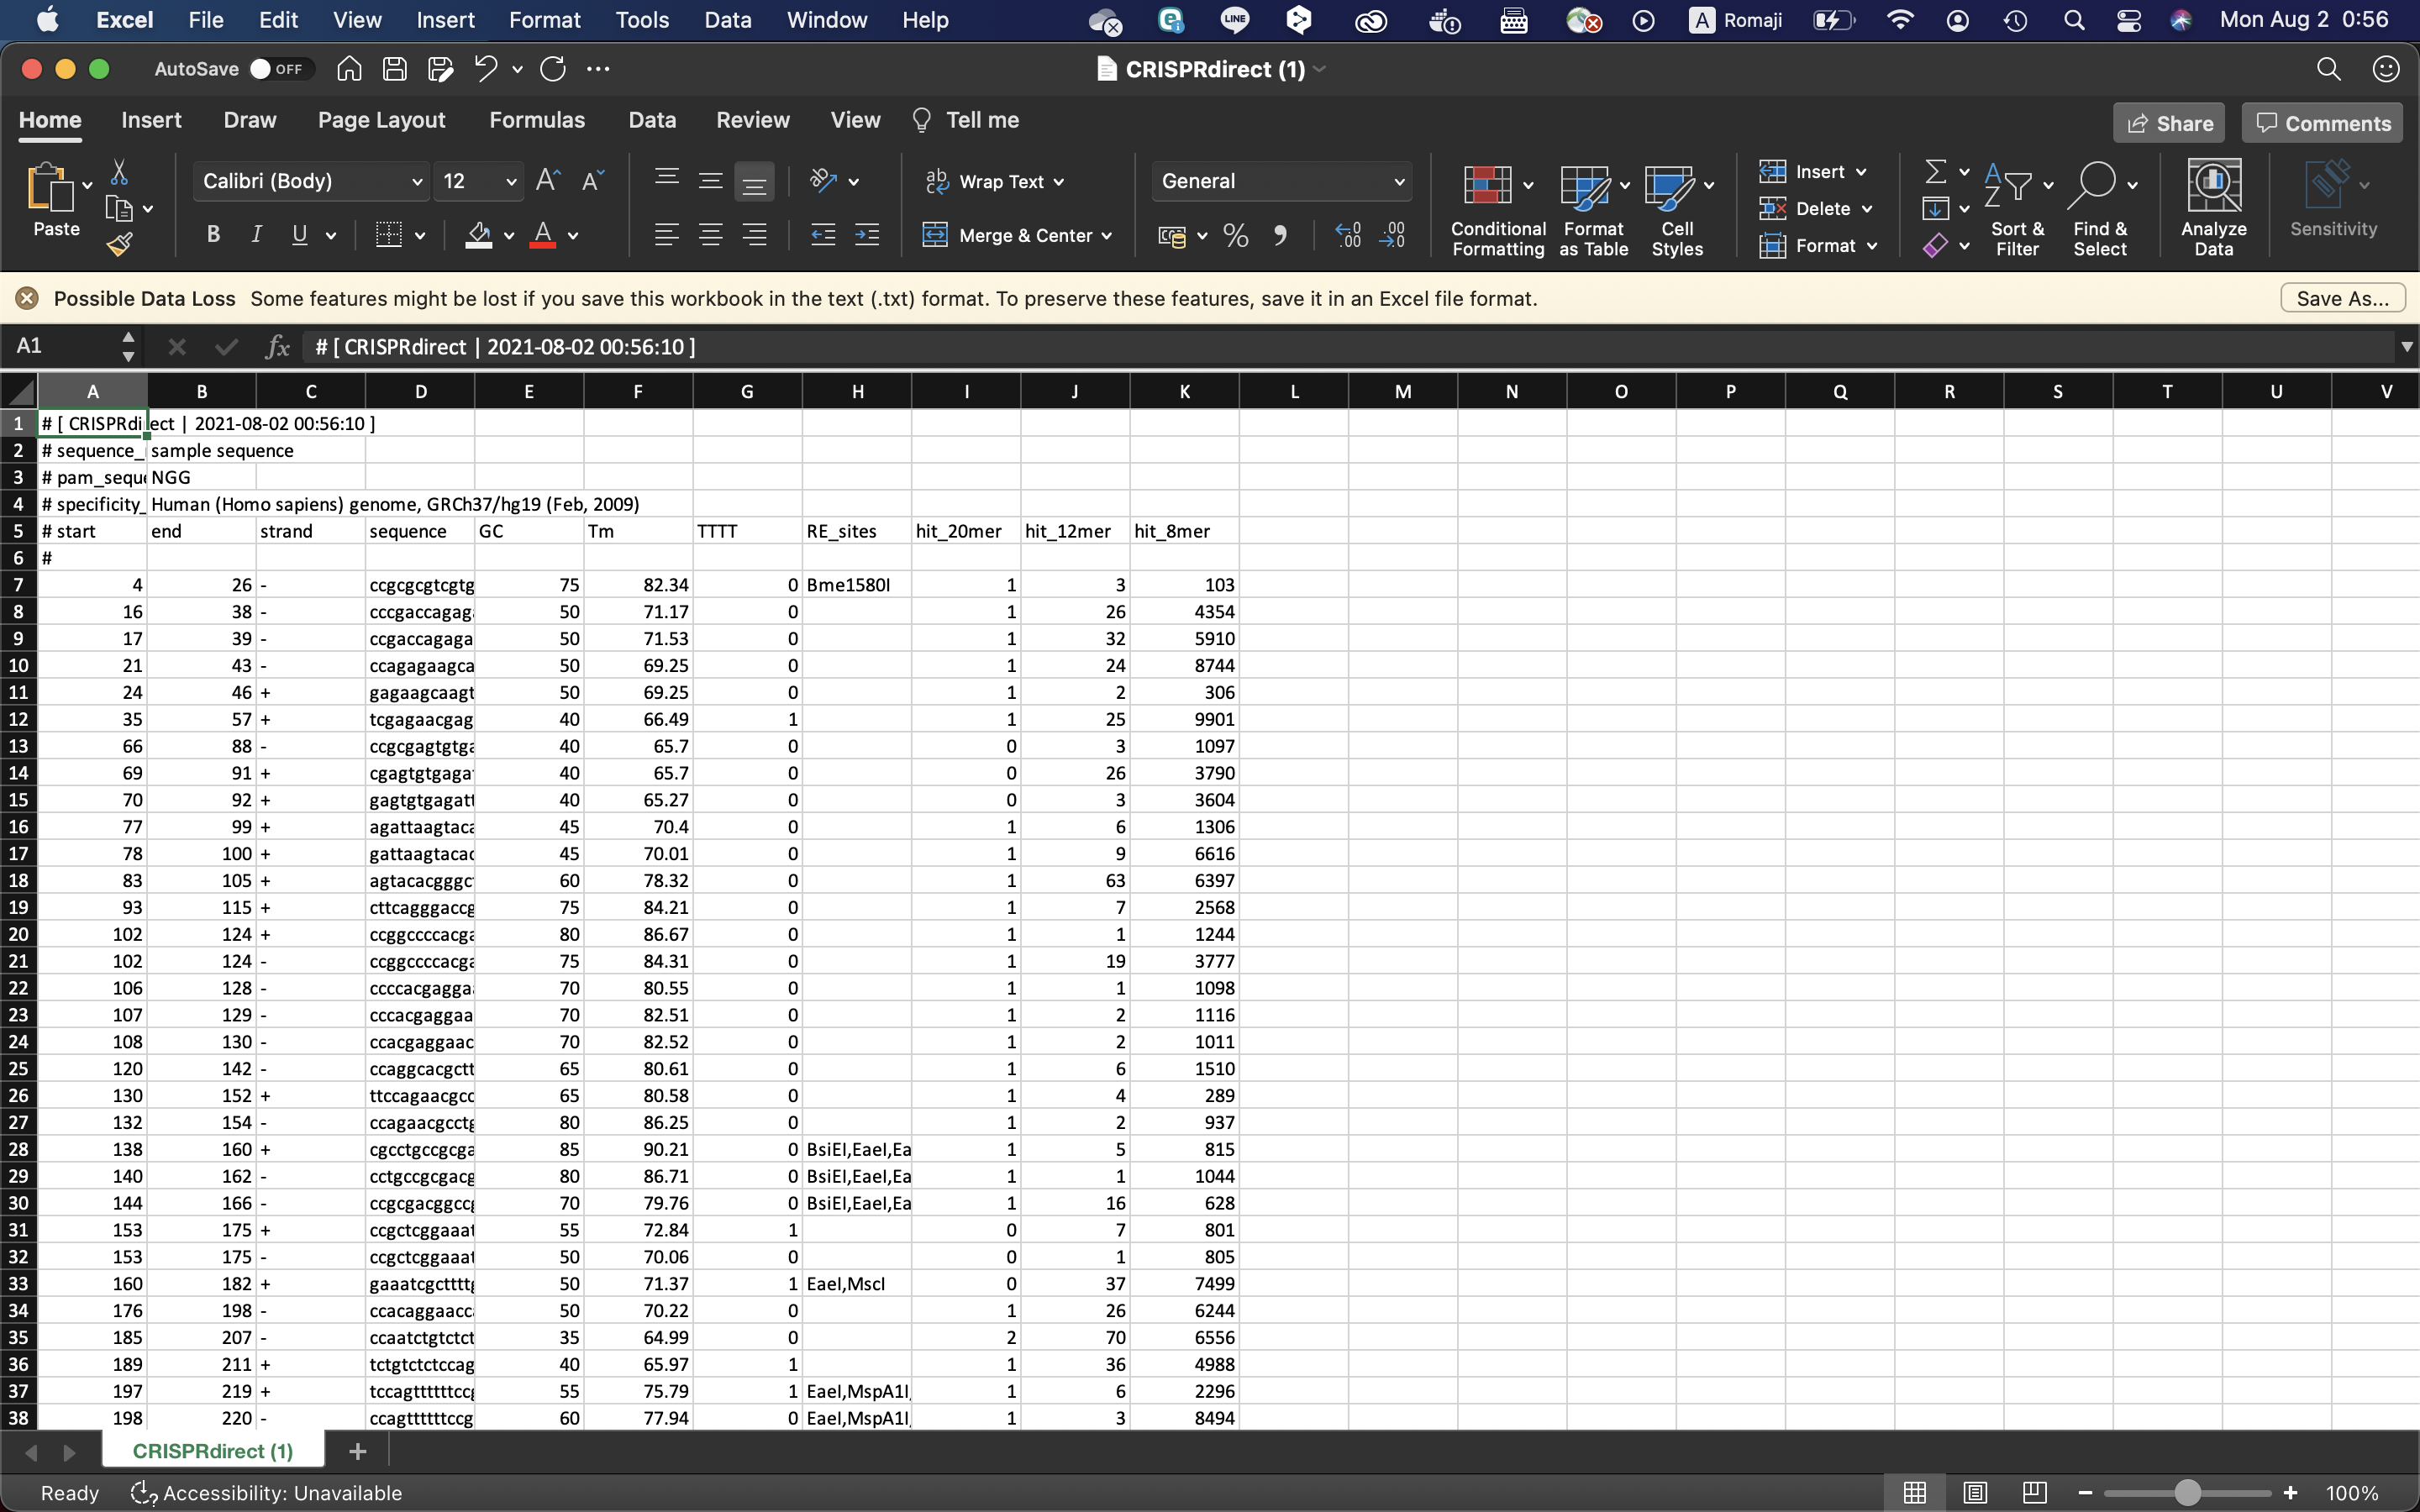 Excel File Edit View Insert Format Tools Data Window Help LINE A Romaji Mon Aug 2 0:56
AutoSave OFF CRISPRdirect (1)
Home Insert Draw Page Layout Formulas Data Review View Tell me Share Comments
Paste Calibri (Body) 12 Wrap Text General Conditional Formatting Format as Table Cell Styles Insert Sort & Filter Find & Select Analyze Data Sensitivity
B I U Merge & Center % Delete
Format
Possible Data Loss Some features might be lost if you save this workbook in the text (.txt) format. To preserve these features, save it in an Excel file format. Save As...
A1 fx # [ CRISPRdirect | 2021-08-02 00:56:10 ]
A B C D E F G H I J K L M N O P Q R S T U V
1 # [ CRISPRdirect | 2021-08-02 00:56:10 ]
2 # sequence_ sample sequence
3 # pam_sequ NGG
4 # specificity_ Human (Homo sapiens) genome, GRCh37/hg19 (Feb, 2009)
5 # start end strand sequence GC Tm TTTT RE_sites hit_20mer hit_12mer hit_8mer
6 #
7 4 26 - ccgcgcgtcgtg 75 82.34 0 Bme1580I 1 3 103
8 16 38 - cccgaccagag 50 71.17 0 1 26 4354
9 17 39 - ccgaccagaga 50 71.53 0 1 32 5910
10 21 43 - ccagagaagca 50 69.25 0 1 24 8744
11 24 46 + gagaagcaagt 50 69.25 0 1 2 306
12 35 57 + tcgagaacgag 40 66.49 1 1 25 9901
13 66 88 - ccgcgagtgtga 40 65.7 0 0 3 1097
14 69 91 + cgagtgtgaga 40 65.7 0 0 26 3790
15 70 92 + gagtgtgagatt 40 65.27 0 0 3 3604
16 77 99 + agattaagtaca 45 70.4 0 1 6 1306
17 78 100 + gattaagtacac 45 70.01 0 1 9 6616
18 83 105 + agtacacgggc 60 78.32 0 1 63 6397
19 93 115 + cttcagggaccg 75 84.21 0 1 7 2568
20 102 124 + ccggccccacga 80 86.67 0 1 1 1244
21 102 124 - ccggccccacga 75 84.31 0 1 19 3777
22 106 128 - ccccacgagga 70 80.55 0 1 1 1098
23 107 129 - cccacgaggaa 70 82.51 0 1 2 1116
24 108 130 - ccacgaggaac 70 82.52 0 1 2 1011
25 120 142 - ccaggcacgctt 65 80.61 0 1 6 1510
26 130 152 + ttccagaacgcc 65 80.58 0 1 4 289
27 132 154 - ccagaacgcctg 80 86.25 0 1 2 937
28 138 160 + cgcctgccgcga 85 90.21 0 BsiEI,EaeI,Ea 1 5 815
29 140 162 - cctgccgcgacg 80 86.71 0 BsiEI,EaeI,Ea 1 1 1044
30 144 166 - ccgcgacggccg 70 79.76 0 BsiEI,EaeI,Ea 1 16 628
31 153 175 + ccgctcggaaat 55 72.84 1 0 7 801
32 153 175 - ccgctcggaaat 50 70.06 0 0 1 805
33 160 182 + gaaatcgcttttg 50 71.37 1 EaeI,MscI 0 37 7499
34 176 198 - ccacaggaacc 50 70.22 0 1 26 6244
35 185 207 - ccaatctgtctct 35 64.99 0 2 70 6556
36 189 211 + tctgtctctccag 40 65.97 1 1 36 4988
37 197 219 + tccagttttttccg 55 75.79 1 EaeI,MspA1I, 1 6 2296
38 198 220 - ccagttttttccg 60 77.94 0 EaeI,MspA1I, 1 3 8494
CRISPRdirect (1) +
Ready Accessibility: Unavailable 100%